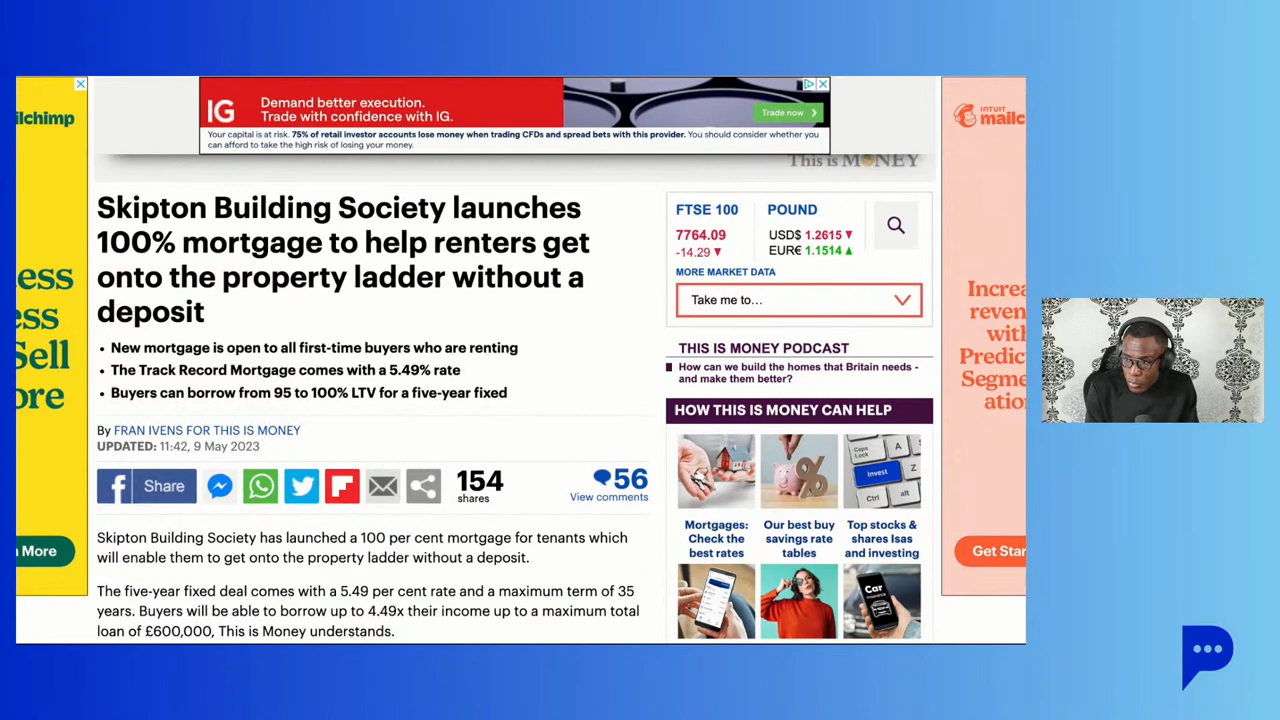 ilchimp
ess
ess
Sell
ore
n More
IG
Demand better execution.
Trade with confidence with IG.
Trade now
Your capital is at risk. 75% of retail investor accounts lose money when trading CFDs and spread bets with this provider. You should consider whether you
can afford to take the high risk of losing your money.
This is MONEY
Skipton Building Society launches
100% mortgage to help renters get
onto the property ladder without a
deposit
• New mortgage is open to all first-time buyers who are renting
• The Track Record Mortgage comes with a 5.49% rate
• Buyers can borrow from 95 to 100% LTV for a five-year fixed
By FRAN IVENS FOR THIS IS MONEY
UPDATED: 11:42, 9 May 2023
f Share
154
shares
56
View comments
Skipton Building Society has launched a 100 per cent mortgage for tenants which
will enable them to get onto the property ladder without a deposit.
The five-year fixed deal comes with a 5.49 per cent rate and a maximum term of 35
years. Buyers will be able to borrow up to 4.49x their income up to a maximum total
loan of £600,000, This is Money understands.
FTSE 100
7764.09
-14.29
POUND
USD$ 1.2615
EUR€ 1.1514
MORE MARKET DATA
Take me to...
THIS IS MONEY PODCAST
How can we build the homes that Britain needs -
and make them better?
HOW THIS IS MONEY CAN HELP
%
Caps Lock
A
Invest
Z
Ctrl
alt
Mortgages:
Check the
best rates
Our best buy
savings rate
tables
Top stocks &
shares Isas
and investing
Car
insurance
INTUIT
mailc
Increa
reven
with
Predic
Segme
atio
Get Star